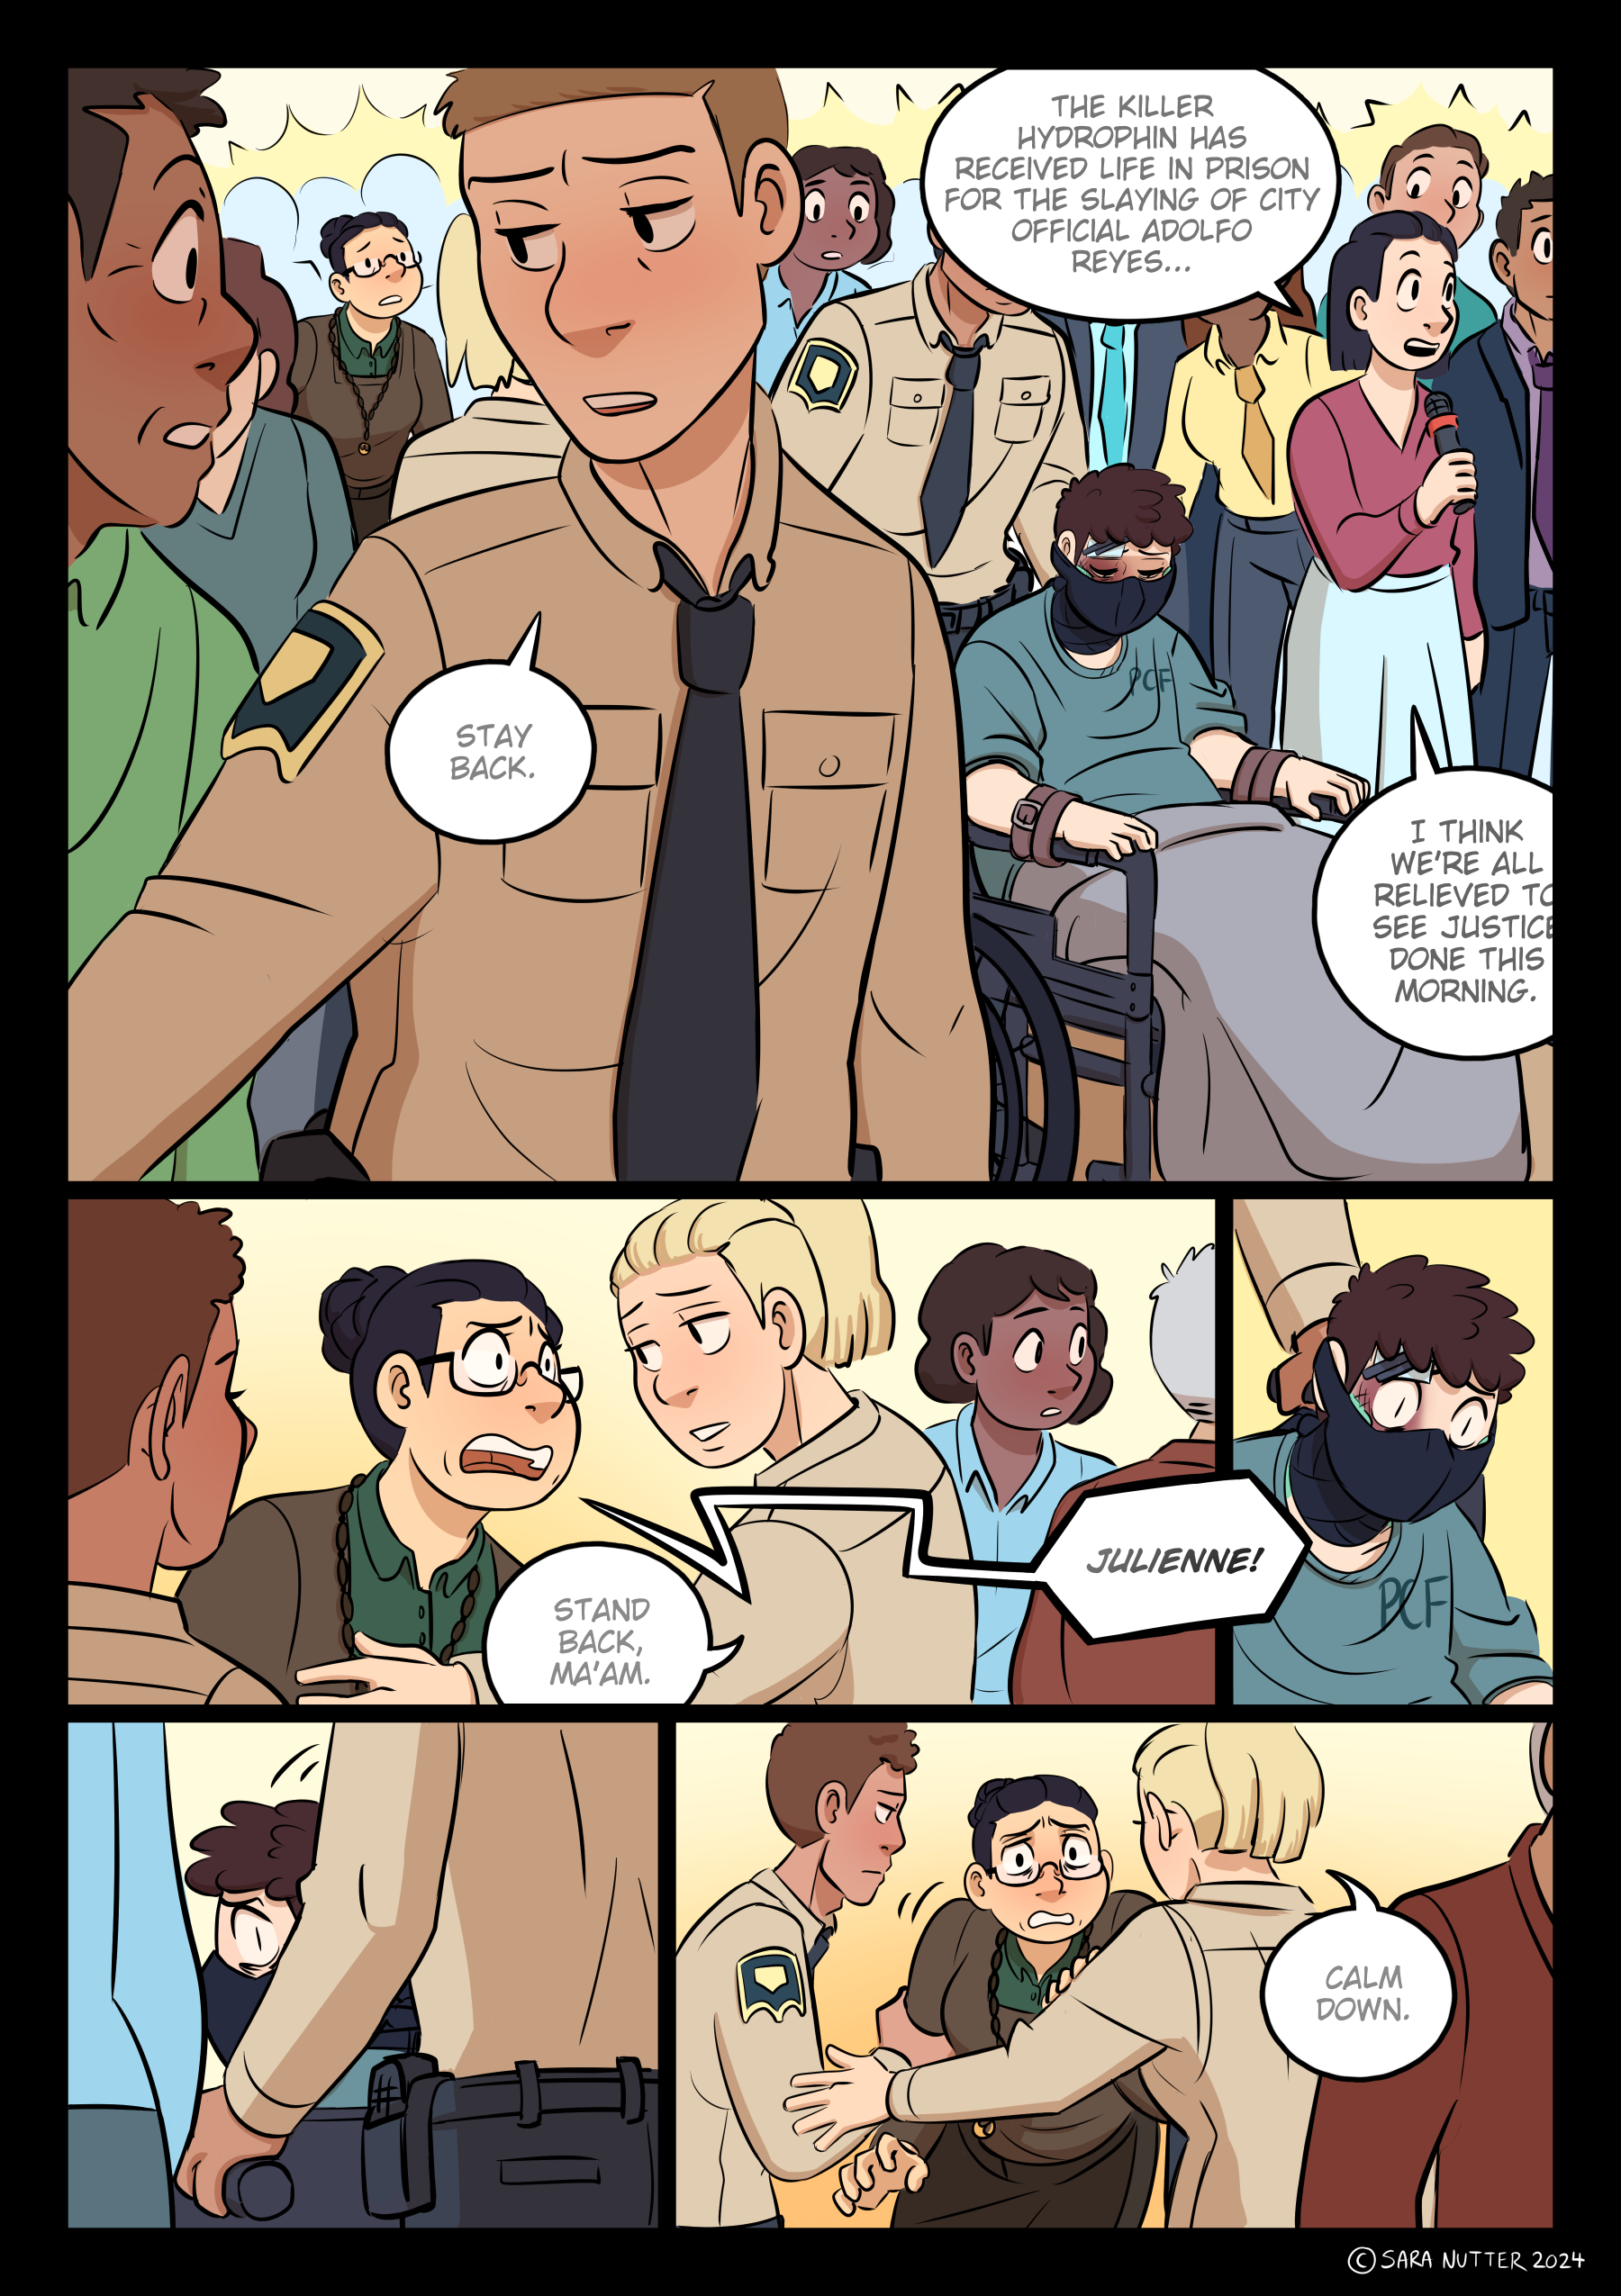 THE KILLER
HYDROPHIN HAS
RECEIVED LIFE IN PRISON
FOR THE SLAYING OF CITY
OFFICIAL ADOLFO
REYES...
STAY
BACK.
PCF
I THINK
WE'RE ALL
RELIEVED TO
SEE JUSTICE
DONE THIS
MORNING.
STAND
BACK,
MA'AM.
JULIENNE!
PCF
CALM
DOWN.
© SARA NUTTER 2024